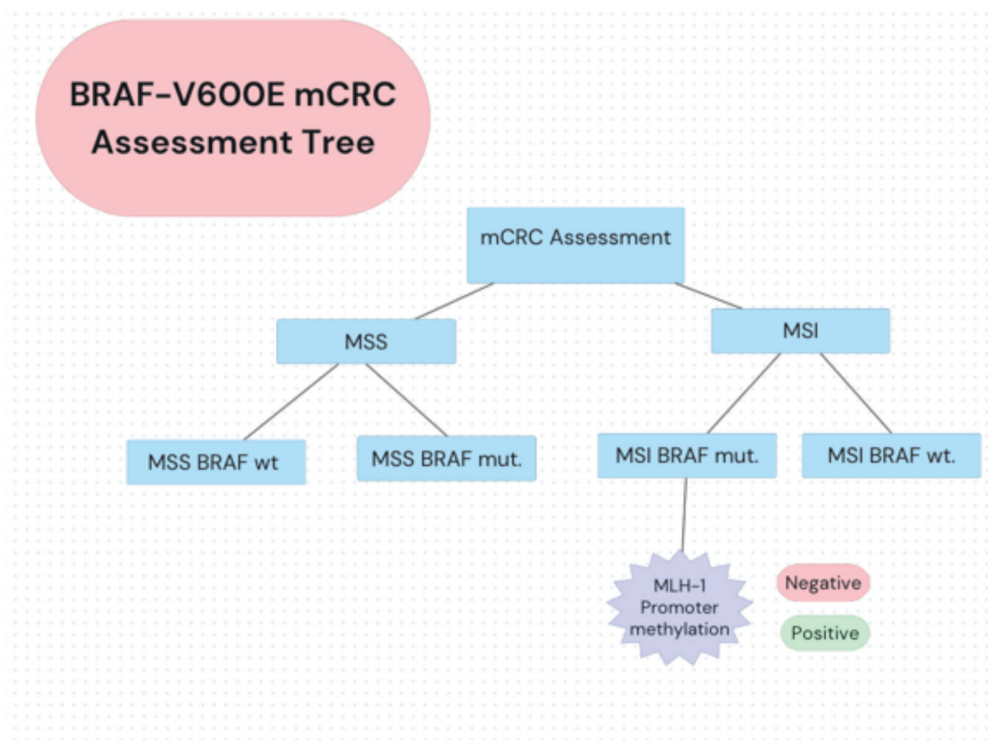 BRAF-V600E mCRC
Assessment Tree
mCRC Assessment
MSS
MSI
MSS BRAF wt
MSS BRAF mut.
MSI BRAF mut.
MSI BRAF wt.
MLH-1
Promoter
methylation
Negative
Positive